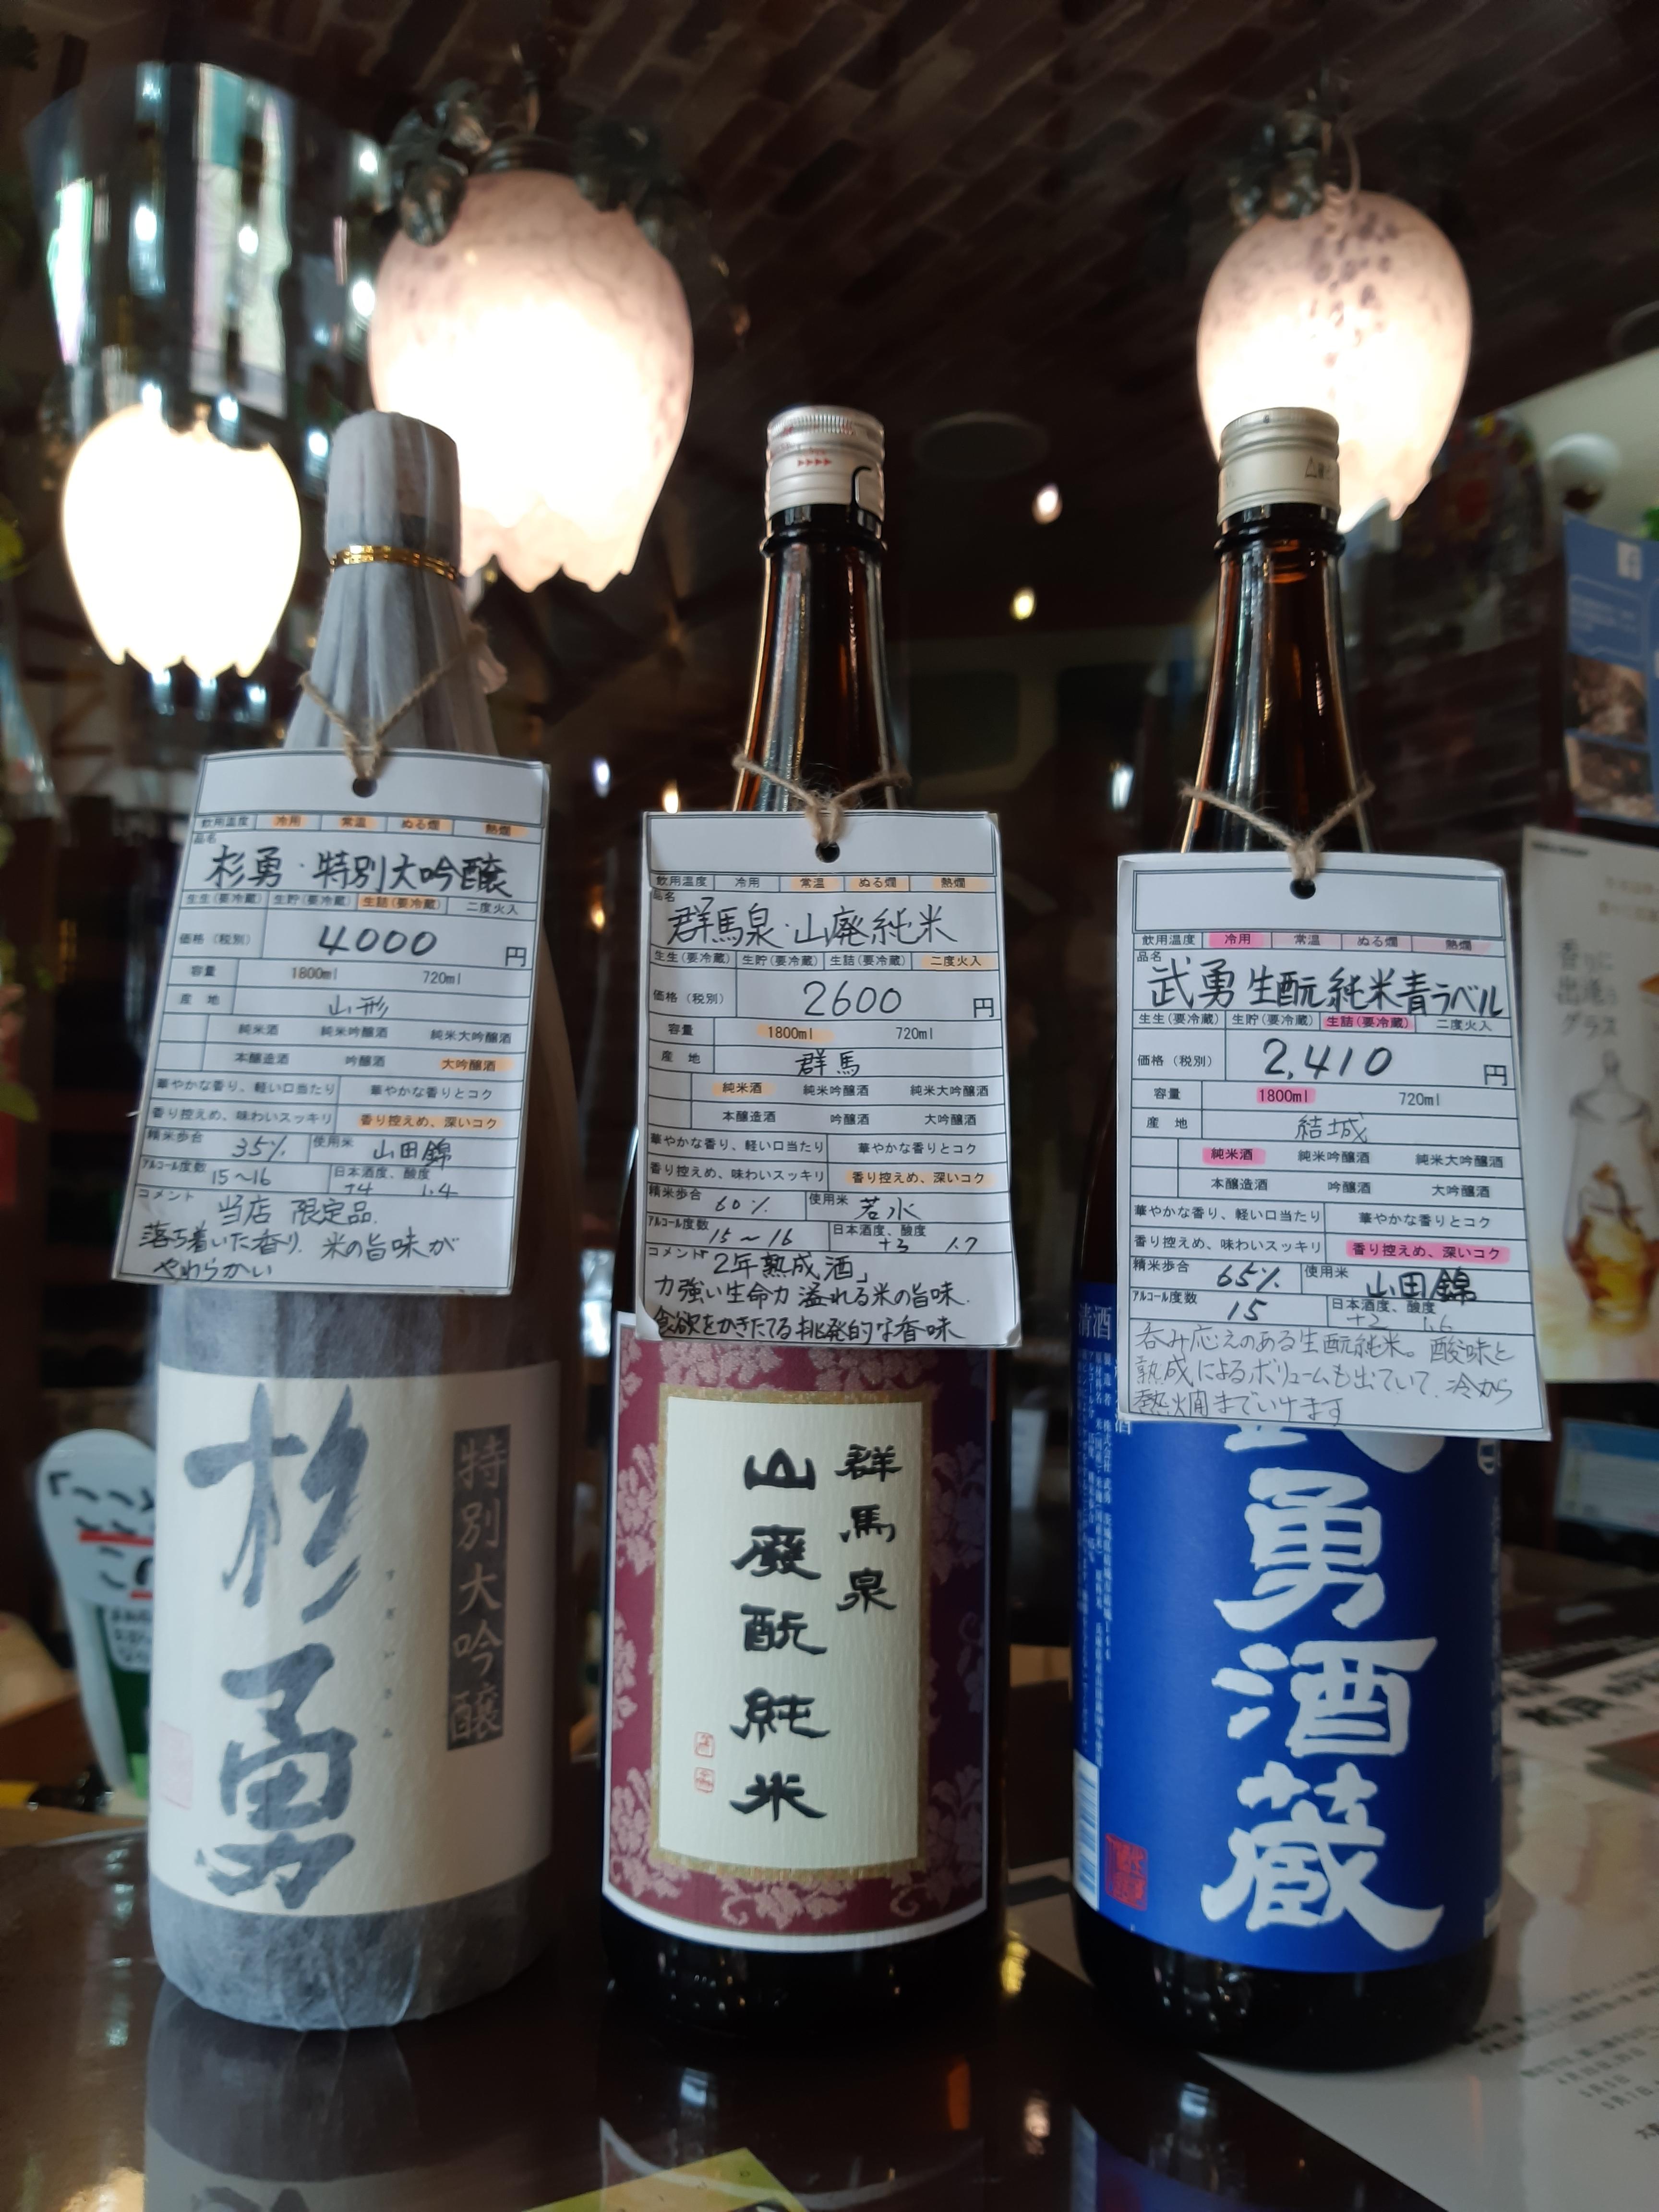 飲用温度 冷用 常温 ぬる燗 熱燗
品名
杉勇・特別大吟醸
生生(要冷蔵) 生貯(要冷蔵) 生詰(要冷蔵) 二度火入
価格(税別) 4000 円
容量 1800ml 720ml
産地 山形
純米酒 純米吟醸酒 純米大吟醸酒
本醸造酒 吟醸酒 大吟醸酒
華やかな香り、軽い口当たり 華やかな香りとコク
香り控えめ、味わいスッキリ 香り控えめ、深いコク
精米歩合 35% 使用米 山田錦
アルコール度数 15~16 日本酒度、酸度 +4 1.4
コメント
当店 限定品
落ち着いた香り、米の旨味が
やわらかい
特別大吟醸
杉勇
すぎいさみ
飲用温度 冷用 常温 ぬる燗 熱燗
品名
群馬泉・山廃純米
生生(要冷蔵) 生貯(要冷蔵) 生詰(要冷蔵) 二度火入
価格(税別) 2600 円
容量 1800ml 720ml
産地 群馬
純米酒 純米吟醸酒 純米大吟醸酒
本醸造酒 吟醸酒 大吟醸酒
華やかな香り、軽い口当たり 華やかな香りとコク
香り控えめ、味わいスッキリ 香り控えめ、深いコク
精米歩合 60% 使用米 若水
アルコール度数 15~16 日本酒度、酸度 +3 1.7
コメント「2年熟成酒」
力強い生命力溢れる米の旨味.
食欲をかきたてる挑発的な香味
群馬泉
山廢酛純米
飲用温度 冷用 常温 ぬる燗 熱燗
品名
武勇生酛純米青ラベル
生生(要冷蔵) 生貯(要冷蔵) 生詰(要冷蔵) 二度火入
価格(税別) 2,410 円
容量 1800ml 720ml
産地 結城
純米酒 純米吟醸酒 純米大吟醸酒
本醸造酒 吟醸酒 大吟醸酒
華やかな香り、軽い口当たり 華やかな香りとコク
香り控えめ、味わいスッキリ 香り控えめ、深いコク
精米歩合 65% 使用米 山田錦
アルコール度数 15 日本酒度、酸度 +2 1.6
呑み応えのある生酛純米。酸味と
熟成によるボリュームも出ていて、冷から
熱燗までいけます
清酒
武勇酒蔵
香りに
出逢う
グラス